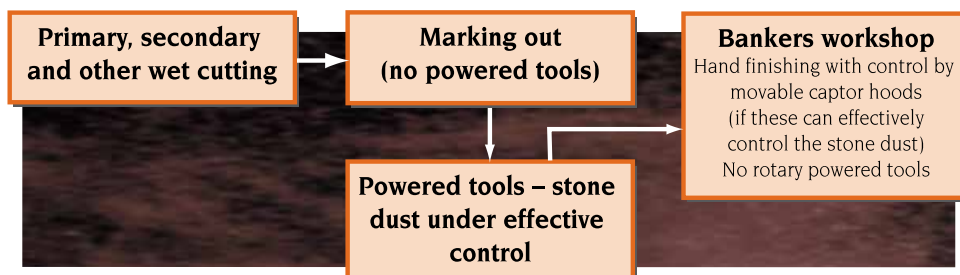 Primary, secondary
and other wet cutting
Marking out
(no powered tools)
Powered tools – stone
dust under effective
control
Bankers workshop
Hand finishing with control by
movable captor hoods
(if these can effectively
control the stone dust)
No rotary powered tools